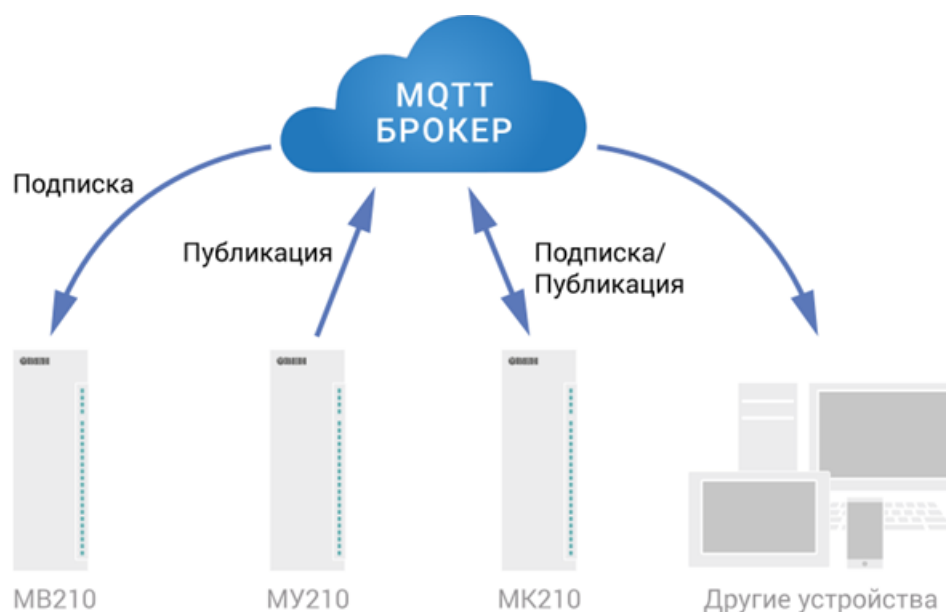 MQTT
БРОКЕР
Подписка
Публикация
Подписка/
Публикация
МВ210
МУ210
МК210
Другие устройства